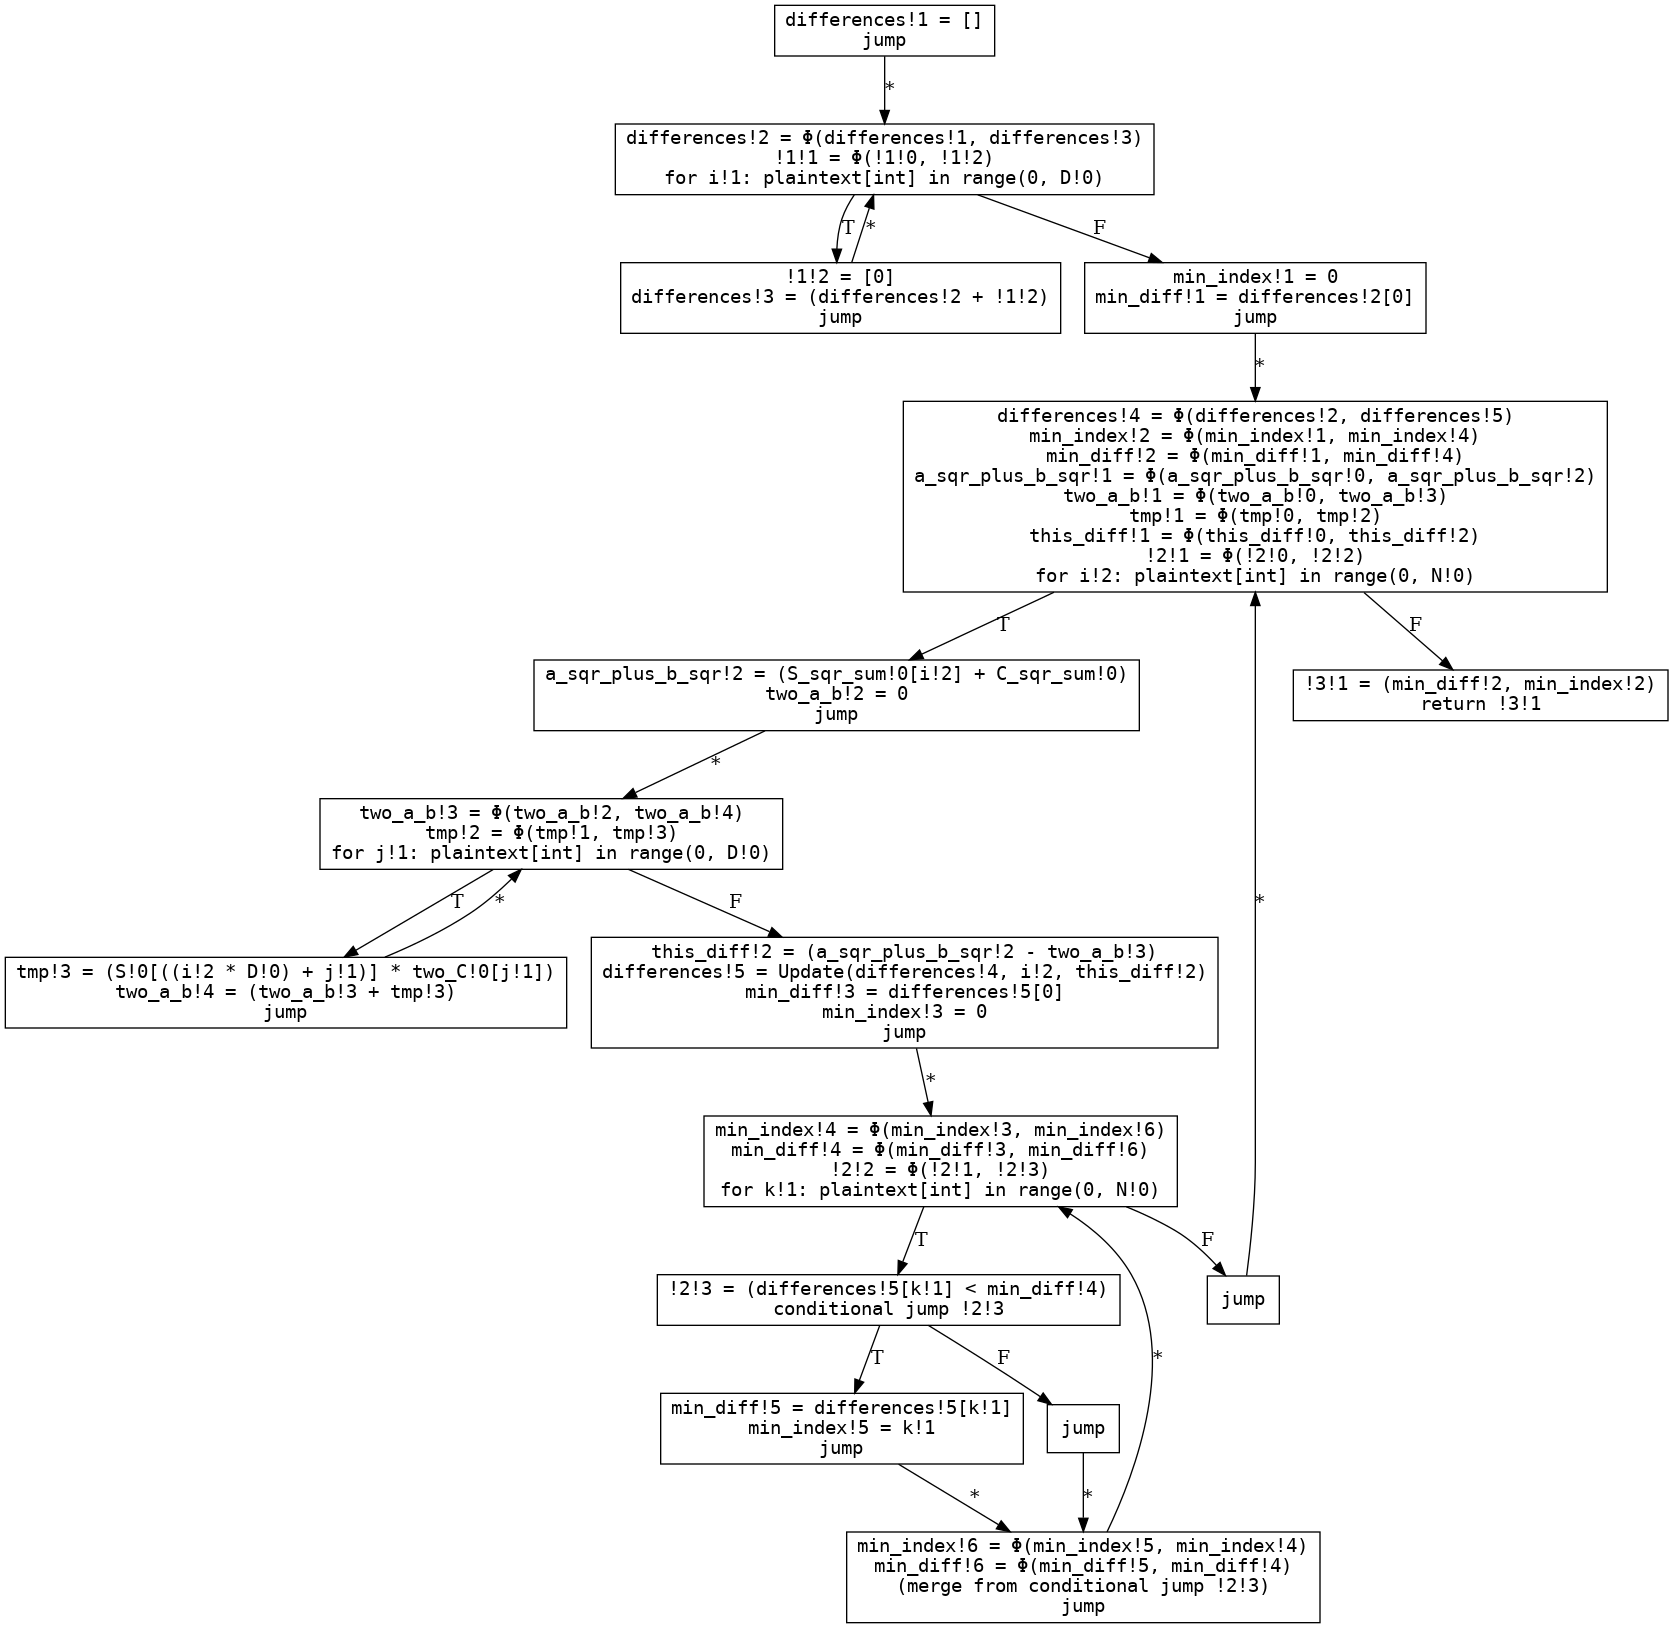 differences!1 = []
jump
*
differences!2 = Φ(differences!1, differences!3)
!1!1 = Φ(!1!0, !1!2)
for i!1: plaintext[int] in range(0, D!0)
T
*
F
!1!2 = [0]
differences!3 = (differences!2 + !1!2)
jump
min_index!1 = 0
min_diff!1 = differences!2[0]
jump
*
differences!4 = Φ(differences!2, differences!5)
min_index!2 = Φ(min_index!1, min_index!4)
min_diff!2 = Φ(min_diff!1, min_diff!4)
a_sqr_plus_b_sqr!1 = Φ(a_sqr_plus_b_sqr!0, a_sqr_plus_b_sqr!2)
two_a_b!1 = Φ(two_a_b!0, two_a_b!3)
tmp!1 = Φ(tmp!0, tmp!2)
this_diff!1 = Φ(this_diff!0, this_diff!2)
!2!1 = Φ(!2!0, !2!2)
for i!2: plaintext[int] in range(0, N!0)
T
F
a_sqr_plus_b_sqr!2 = (S_sqr_sum!0[i!2] + C_sqr_sum!0)
two_a_b!2 = 0
jump
!3!1 = (min_diff!2, min_index!2)
return !3!1
*
two_a_b!3 = Φ(two_a_b!2, two_a_b!4)
tmp!2 = Φ(tmp!1, tmp!3)
for j!1: plaintext[int] in range(0, D!0)
T
*
F
*
tmp!3 = (S!0[((i!2 * D!0) + j!1)] * two_C!0[j!1])
two_a_b!4 = (two_a_b!3 + tmp!3)
jump
this_diff!2 = (a_sqr_plus_b_sqr!2 - two_a_b!3)
differences!5 = Update(differences!4, i!2, this_diff!2)
min_diff!3 = differences!5[0]
min_index!3 = 0
jump
*
min_index!4 = Φ(min_index!3, min_index!6)
min_diff!4 = Φ(min_diff!3, min_diff!6)
!2!2 = Φ(!2!1, !2!3)
for k!1: plaintext[int] in range(0, N!0)
T
F
!2!3 = (differences!5[k!1] < min_diff!4)
conditional jump !2!3
jump
T
F
*
min_diff!5 = differences!5[k!1]
min_index!5 = k!1
jump
jump
*
*
min_index!6 = Φ(min_index!5, min_index!4)
min_diff!6 = Φ(min_diff!5, min_diff!4)
(merge from conditional jump !2!3)
jump